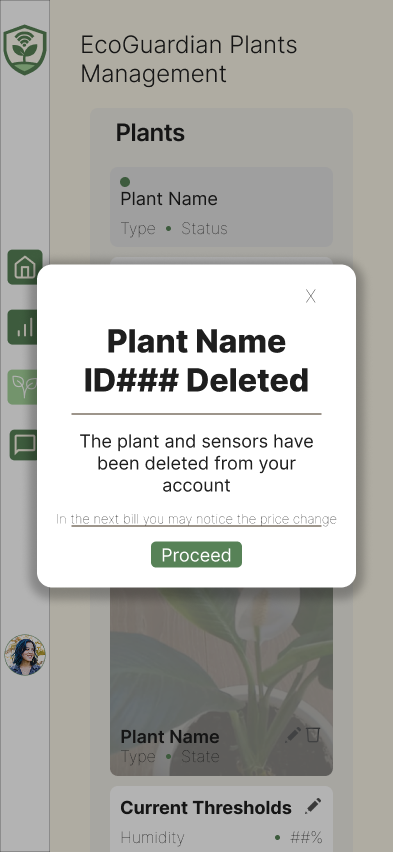 EcoGuardian Plants
Management
Plants
Plant Name
Type • Status
X
Plant Name
ID### Deleted
The plant and sensors have
been deleted from your
account
In the next bill you may notice the price change
Proceed
Plant Name
Type • State
Current Thresholds
Humidity • ##%